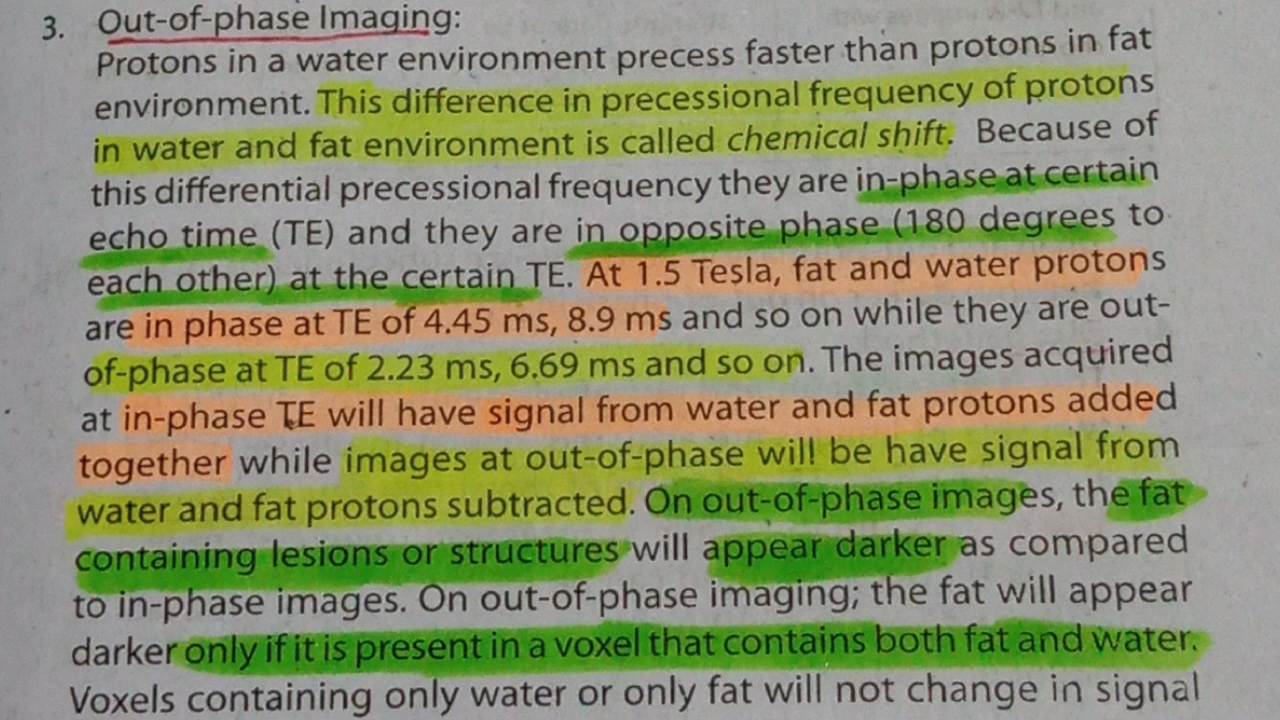 3. Out-of-phase Imaging:
Protons in a water environment precess faster than protons in fat
environment. This difference in precessional frequency of protons
in water and fat environment is called chemical shift. Because of
this differential precessional frequency they are in-phase at certain
echo time (TE) and they are in opposite phase (180 degrees to
each other) at the certain TE. At 1.5 Tesla, fat and water protons
are in phase at TE of 4.45 ms, 8.9 ms and so on while they are out-
of-phase at TE of 2.23 ms, 6.69 ms and so on. The images acquired
at in-phase TE will have signal from water and fat protons added
together while images at out-of-phase will be have signal from
water and fat protons subtracted. On out-of-phase images, the fat
containing lesions or structures will appear darker as compared
to in-phase images. On out-of-phase imaging; the fat will appear
darker only if it is present in a voxel that contains both fat and water.
Voxels containing only water or only fat will not change in signal